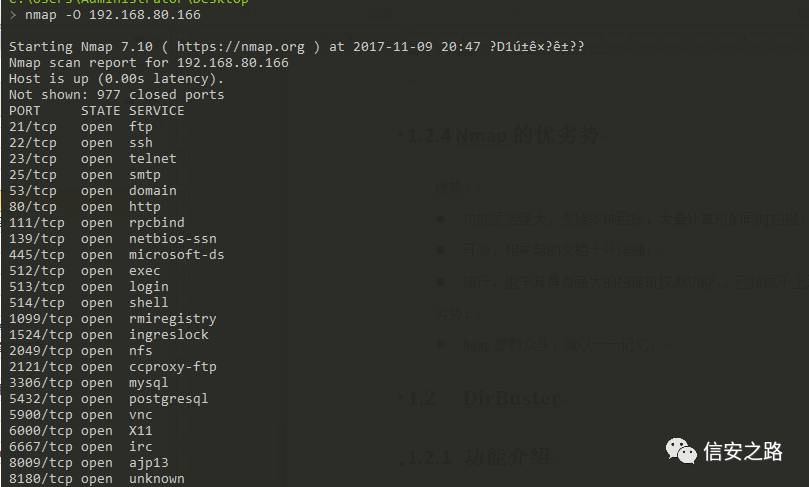 C:\Users\Administrator\Desktop
> nmap -O 192.168.80.166
Starting Nmap 7.10 ( https://nmap.org ) at 2017-11-09 20:47 ?D1ú±ê×?ê±??
Nmap scan report for 192.168.80.166
Host is up (0.00s latency).
Not shown: 977 closed ports
PORT     STATE SERVICE
21/tcp   open  ftp
22/tcp   open  ssh
23/tcp   open  telnet
25/tcp   open  smtp
53/tcp   open  domain
80/tcp   open  http
111/tcp  open  rpcbind
139/tcp  open  netbios-ssn
445/tcp  open  microsoft-ds
512/tcp  open  exec
513/tcp  open  login
514/tcp  open  shell
1099/tcp open  rmiregistry
1524/tcp open  ingreslock
2049/tcp open  nfs
2121/tcp open  ccproxy-ftp
3306/tcp open  mysql
5432/tcp open  postgresql
5900/tcp open  vnc
6000/tcp open  X11
6667/tcp open  irc
8009/tcp open  ajp13
8180/tcp open  unknown
1.2.4 Nmap 的优劣势
1.2 DirBuster
1.2.1 功能介绍
信安之路